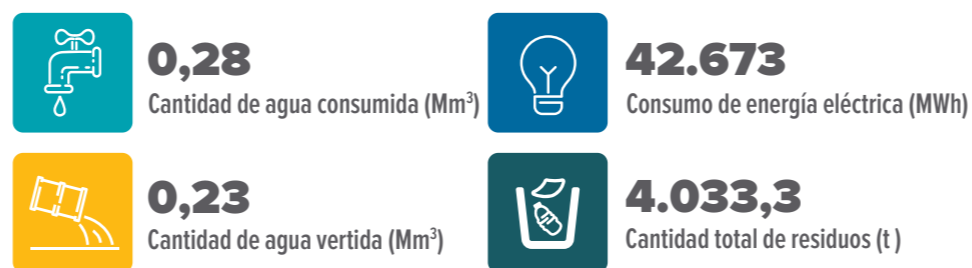 0,28
Cantidad de agua consumida (Mm³)
42.673
Consumo de energía eléctrica (MWh)
0,23
Cantidad de agua vertida (Mm³)
4.033,3
Cantidad total de residuos (t )